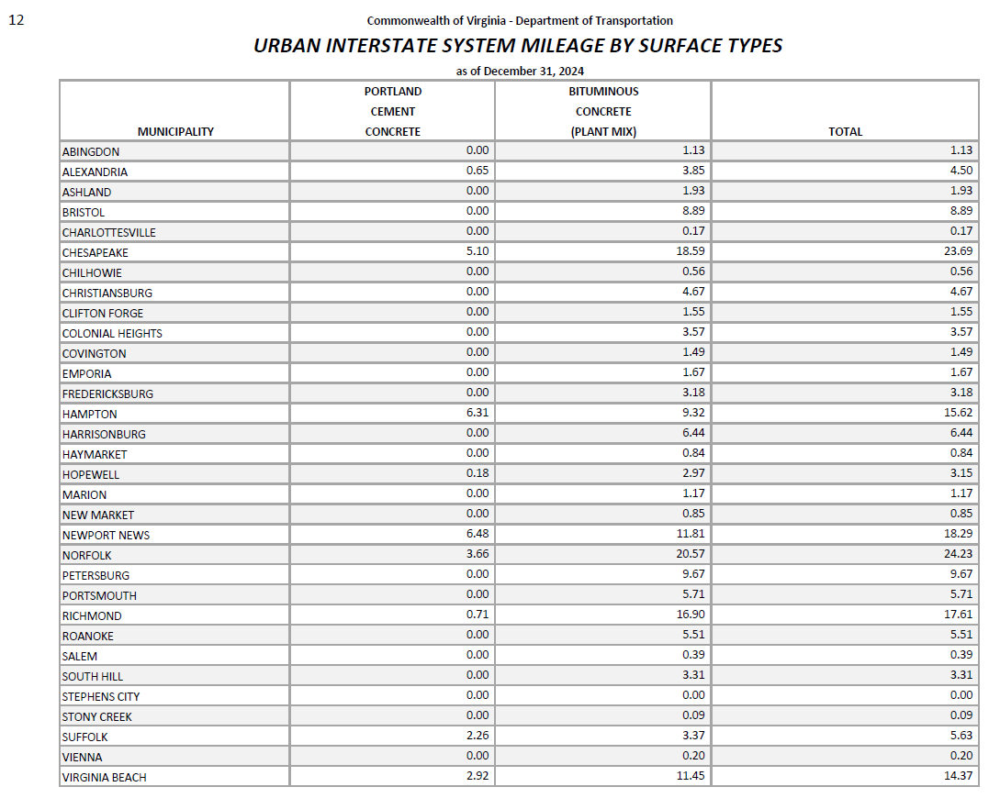 12
Commonwealth of Virginia - Department of Transportation
URBAN INTERSTATE SYSTEM MILEAGE BY SURFACE TYPES
as of December 31, 2024
MUNICIPALITY PORTLAND CEMENT CONCRETE BITUMINOUS CONCRETE (PLANT MIX) TOTAL
ABINGDON 0.00 1.13 1.13
ALEXANDRIA 0.65 3.85 4.50
ASHLAND 0.00 1.93 1.93
BRISTOL 0.00 8.89 8.89
CHARLOTTESVILLE 0.00 0.17 0.17
CHESAPEAKE 5.10 18.59 23.69
CHILHOWIE 0.00 0.56 0.56
CHRISTIANSBURG 0.00 4.67 4.67
CLIFTON FORGE 0.00 1.55 1.55
COLONIAL HEIGHTS 0.00 3.57 3.57
COVINGTON 0.00 1.49 1.49
EMPORIA 0.00 1.67 1.67
FREDERICKSBURG 0.00 3.18 3.18
HAMPTON 6.31 9.32 15.62
HARRISONBURG 0.00 6.44 6.44
HAYMARKET 0.00 0.84 0.84
HOPEWELL 0.18 2.97 3.15
MARION 0.00 1.17 1.17
NEW MARKET 0.00 0.85 0.85
NEWPORT NEWS 6.48 11.81 18.29
NORFOLK 3.66 20.57 24.23
PETERSBURG 0.00 9.67 9.67
PORTSMOUTH 0.00 5.71 5.71
RICHMOND 0.71 16.90 17.61
ROANOKE 0.00 5.51 5.51
SALEM 0.00 0.39 0.39
SOUTH HILL 0.00 3.31 3.31
STEPHENS CITY 0.00 0.00 0.00
STONY CREEK 0.00 0.09 0.09
SUFFOLK 2.26 3.37 5.63
VIENNA 0.00 0.20 0.20
VIRGINIA BEACH 2.92 11.45 14.37